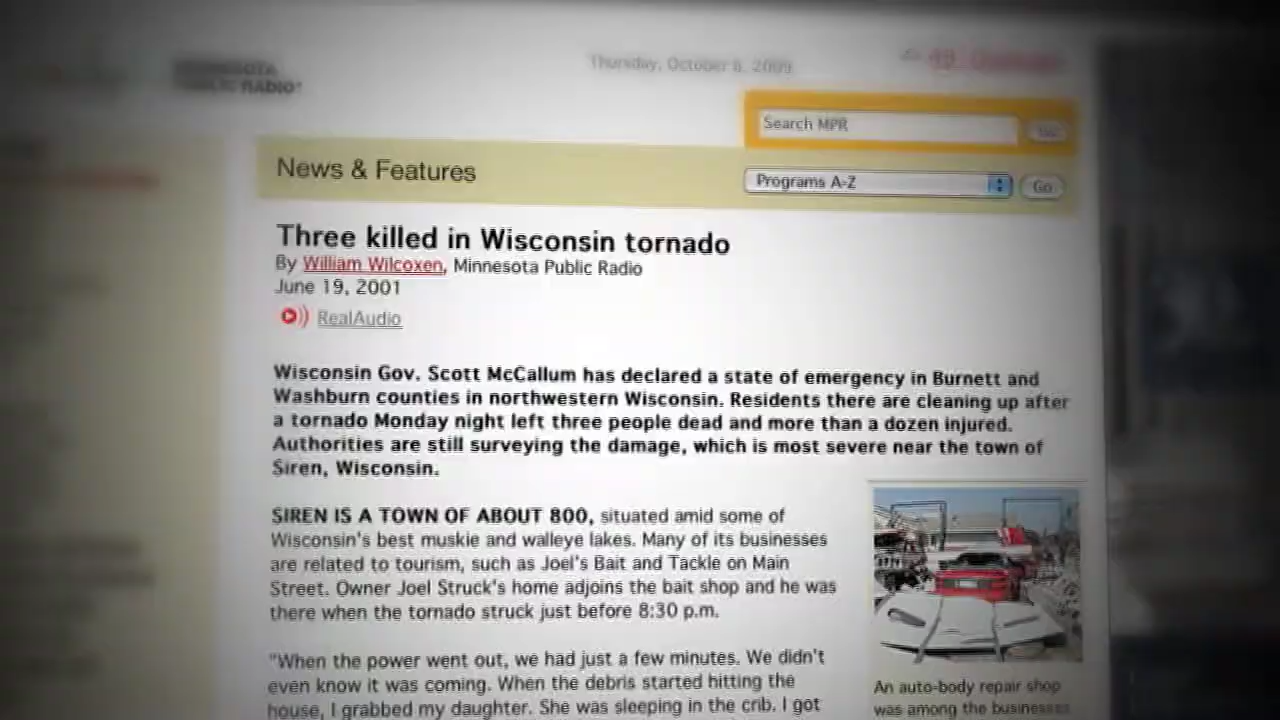 MINNESOTA
PUBLIC RADIO
Thursday, October 8, 2009
Search MPR
Go
News & Features
Programs A-Z
Go
Three killed in Wisconsin tornado
By William Wilcoxen, Minnesota Public Radio
June 19, 2001
RealAudio
Wisconsin Gov. Scott McCallum has declared a state of emergency in Burnett and
Washburn counties in northwestern Wisconsin. Residents there are cleaning up after
a tornado Monday night left three people dead and more than a dozen injured.
Authorities are still surveying the damage, which is most severe near the town of
Siren, Wisconsin.
SIREN IS A TOWN OF ABOUT 800, situated amid some of
Wisconsin's best muskie and walleye lakes. Many of its businesses
are related to tourism, such as Joel's Bait and Tackle on Main
Street. Owner Joel Struck's home adjoins the bait shop and he was
there when the tornado struck just before 8:30 p.m.
"When the power went out, we had just a few minutes. We didn't
even know it was coming. When the debris started hitting the
house, I grabbed my daughter. She was sleeping in the crib. I got
An auto-body repair shop
was among the businesses